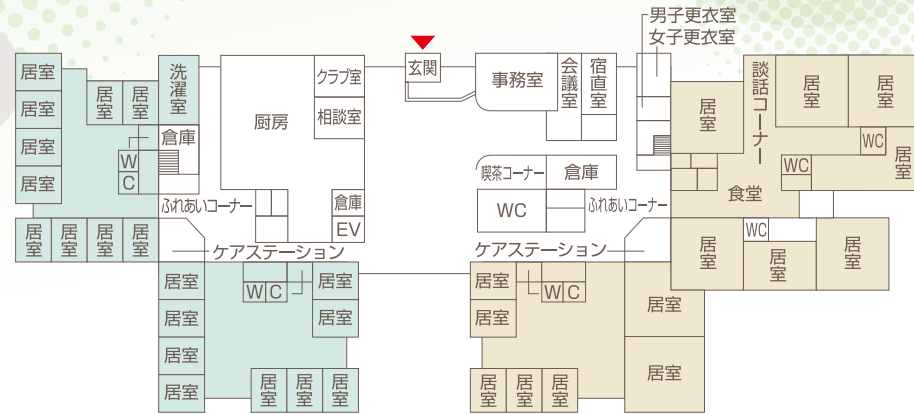 男子更衣室
女子更衣室
玄関
居室
居室
居室
居室
居室
居室
洗濯室
倉庫
WC
厨房
クラブ室
相談室
倉庫
EV
ふれあいコーナー
事務室
会議室
宿直室
喫茶コーナー
倉庫
WC
ふれあいコーナー
居室
談話コーナー
居室
居室
居室
WC
WC
食堂
居室
居室
居室
居室
ケアステーション
ケアステーション
居室
WC
居室
居室
居室
居室
居室
居室
WC
居室
居室
居室
居室
居室
居室
居室
居室
居室
WC
居室
居室
居室
居室
居室